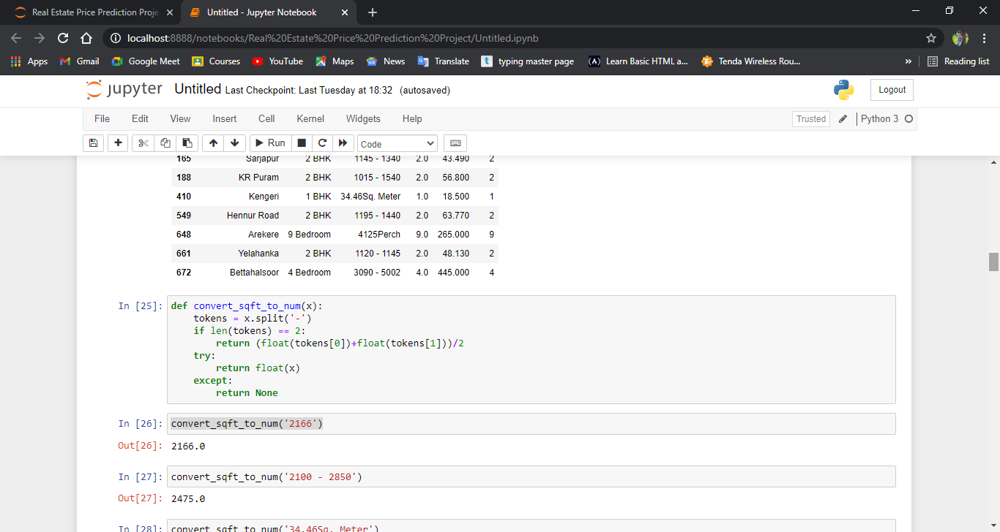 Real Estate Price Prediction Proje
Untitled - Jupyter Notebook
localhost:8888/notebooks/Real%20Estate%20Price%20Prediction%20Project/Untitled.ipynb
Apps Gmail Google Meet Courses YouTube Maps News Translate t typing master page (A) Learn Basic HTML a... Tenda Wireless Rou... » Reading list
jupyter Untitled Last Checkpoint: Last Tuesday at 18:32 (autosaved) Logout
File Edit View Insert Cell Kernel Widgets Help Trusted Python 3
Run Code
165 Sarjapur 2 BHK 1145 - 1340 2.0 43.490 2
188 KR Puram 2 BHK 1015 - 1540 2.0 56.800 2
410 Kengeri 1 BHK 34.46Sq. Meter 1.0 18.500 1
549 Hennur Road 2 BHK 1195 - 1440 2.0 63.770 2
648 Arekere 9 Bedroom 4125Perch 9.0 265.000 9
661 Yelahanka 2 BHK 1120 - 1145 2.0 48.130 2
672 Bettahalsoor 4 Bedroom 3090 - 5002 4.0 445.000 4
In [25]: def convert_sqft_to_num(x):
tokens = x.split('-')
if len(tokens) == 2:
return (float(tokens[0])+float(tokens[1]))/2
try:
return float(x)
except:
return None
In [26]: convert_sqft_to_num('2166')
Out[26]: 2166.0
In [27]: convert_sqft_to_num('2100 - 2850')
Out[27]: 2475.0
In [28]: convert_sqft_to_num('34.46Sq. Meter')